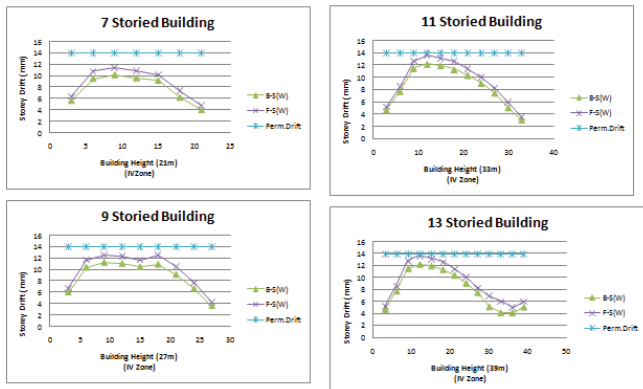 7 Storied Building
Storey Drift (mm)
16
14
12
10
8
6
4
2
0
0 5 10 15 20 25
Building Height (21m)
(IVZone)
B-S(W)
F-S(W)
Perm.Drift
11 Storied Building
Storey Drift (mm)
16
14
12
10
8
6
4
2
0
0 10 20 30 40
Building Height (33m)
(IV Zone)
B-S(W)
F-S(W)
Perm.Drift
9 Storied Building
Storey Drift (mm)
16
14
12
10
8
6
4
2
0
0 5 10 15 20 25 30
Building Height (27m)
(IV Zone)
B-S(W)
F-S(W)
Perm.Drift
13 Storied Building
Storey Drift (mm)
16
14
12
10
8
6
4
2
0
0 10 20 30 40 50
Building Height (39m)
(IV Zone)
B-S(W)
F-S(W)
Perm.Drift